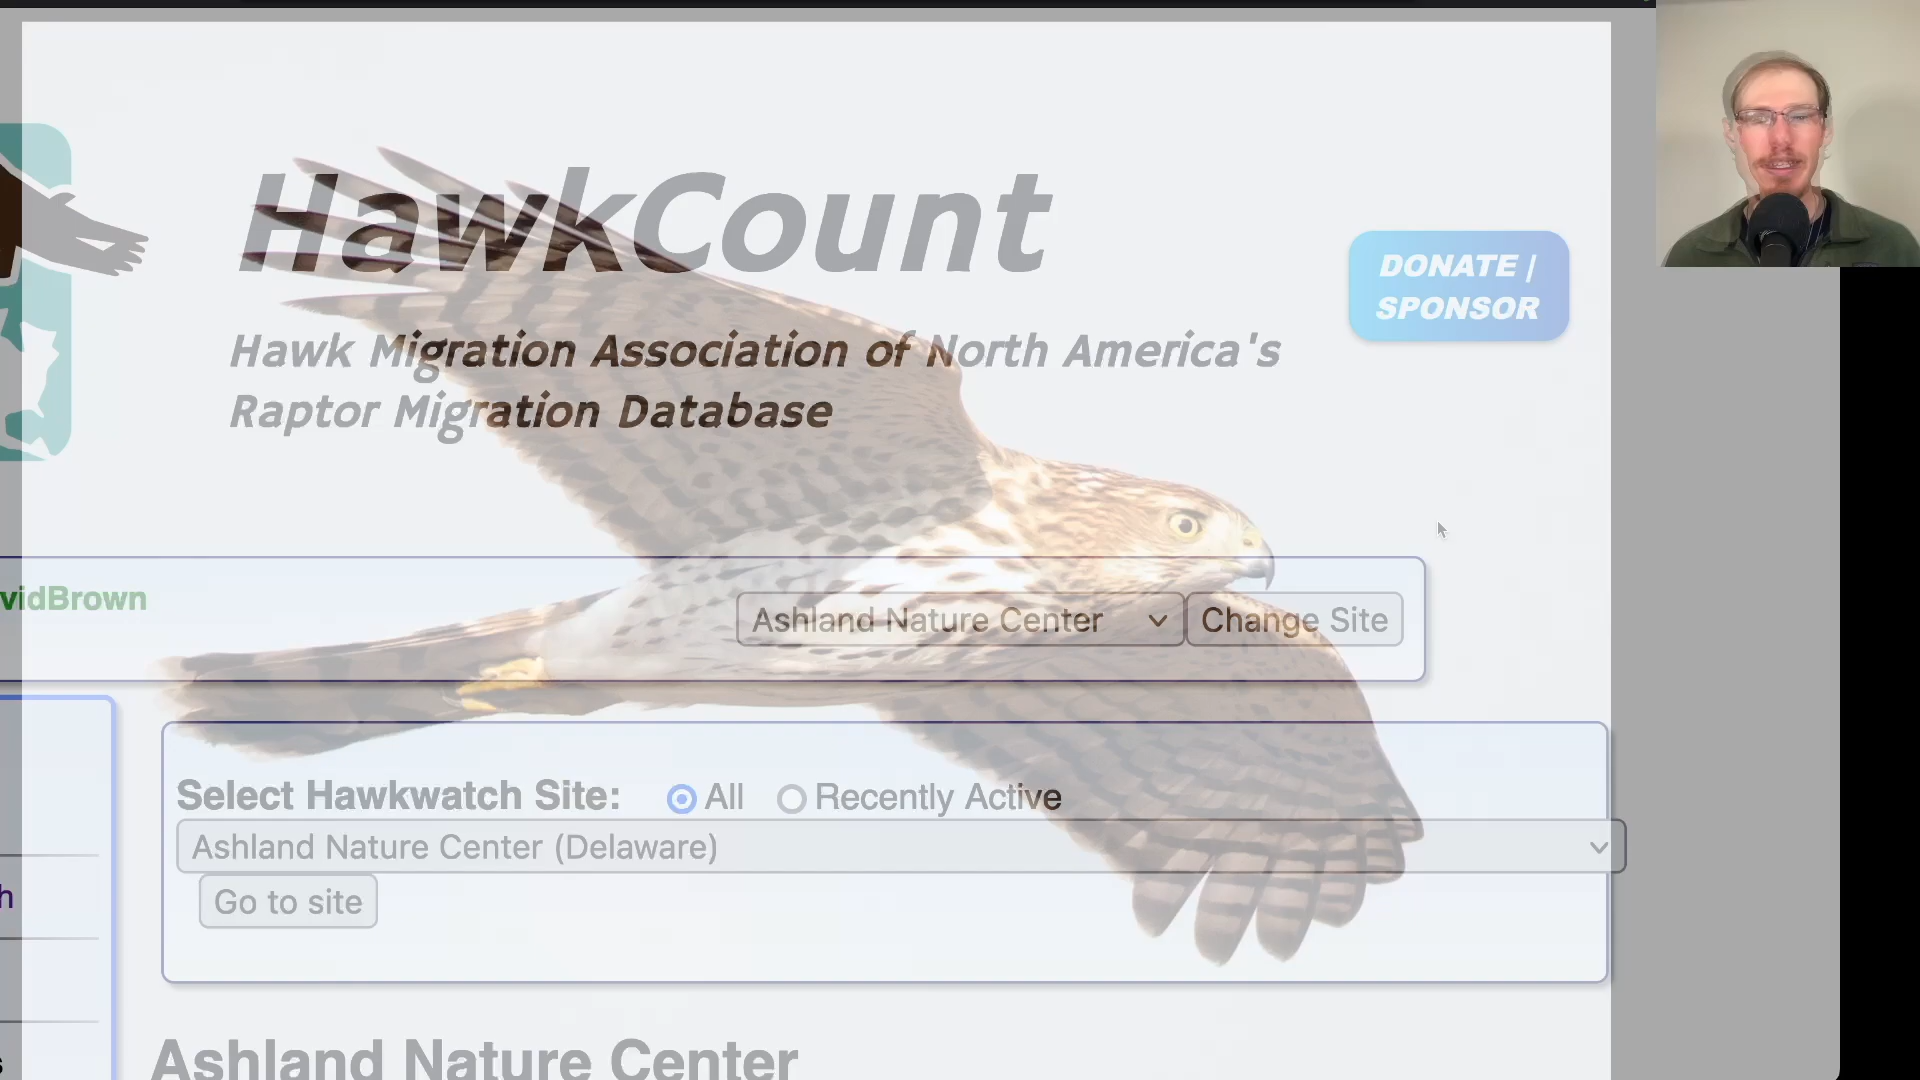 HawkCount
DONATE |
SPONSOR
Hawk Migration Association of North America's
Raptor Migration Database
vidBrown
Ashland Nature Center
Change Site
Select Hawkwatch Site: All Recently Active
Ashland Nature Center (Delaware)
h
Go to site
Ashland Nature Center
s